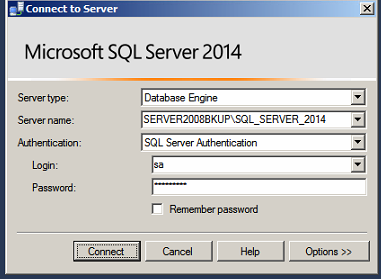 Connect to Server
Microsoft SQL Server 2014
Server type: Database Engine
Server name: SERVER2008BKUP\SQL_SERVER_2014
Authentication: SQL Server Authentication
Login: sa
Password: *********
Remember password
Connect Cancel Help Options >>